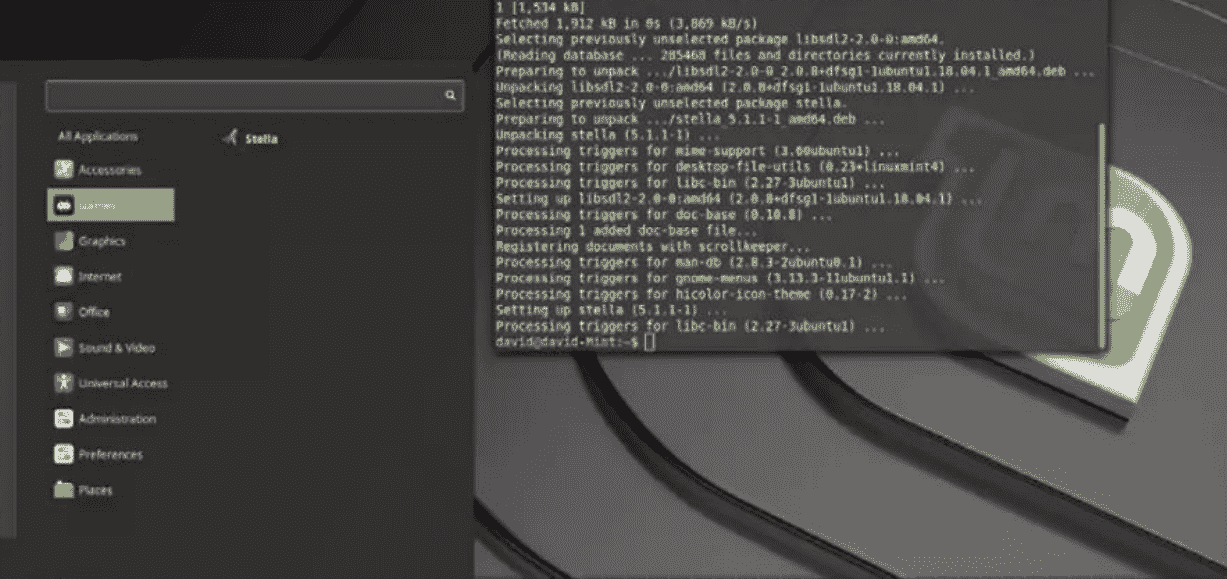 All Applications
Accessories
Games
Graphics
Internet
Office
Sound & Video
Universal Access
Administration
Preferences
Places
Stella
1 [1,534 kB]
Fetched 1,912 kB in 0s (3,869 kB/s)
Selecting previously unselected package libsdl2-2.0-0:amd64.
(Reading database ... 285468 files and directories currently installed.)
Preparing to unpack .../libsdl2-2.0-0_2.0.8+dfsg1-1ubuntu1.18.04.1_amd64.deb ...
Unpacking libsdl2-2.0-0:amd64 (2.0.8+dfsg1-1ubuntu1.18.04.1) ...
Selecting previously unselected package stella.
Preparing to unpack .../stella_5.1.1-1_amd64.deb ...
Unpacking stella (5.1.1-1) ...
Processing triggers for mime-support (3.60ubuntu1) ...
Processing triggers for desktop-file-utils (0.23+linuxmint4) ...
Processing triggers for libc-bin (2.27-3ubuntu1) ...
Setting up libsdl2-2.0-0:amd64 (2.0.8+dfsg1-1ubuntu1.18.04.1) ...
Processing triggers for doc-base (0.10.8) ...
Processing 1 added doc-base file...
Registering documents with scrollkeeper...
Processing triggers for man-db (2.8.3-2ubuntu0.1) ...
Processing triggers for gnome-menus (3.13.3-11ubuntu1.1) ...
Processing triggers for hicolor-icon-theme (0.17-2) ...
Setting up stella (5.1.1-1) ...
Processing triggers for libc-bin (2.27-3ubuntu1) ...
david@david-Mint:~$